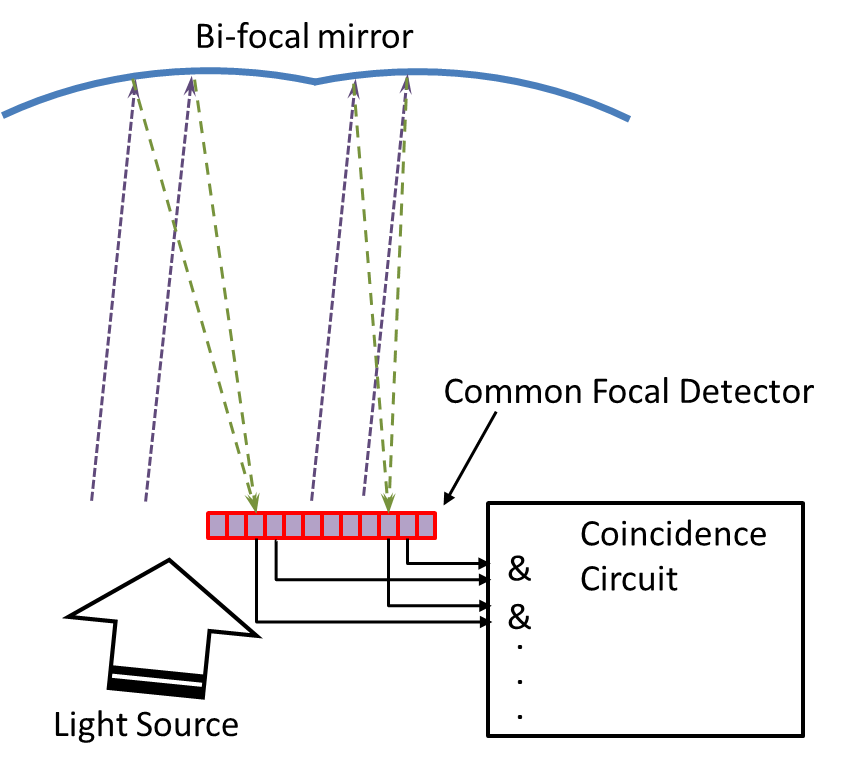 Bi-focal mirror
Common Focal Detector
Coincidence
Circuit
&
&
.
.
.
Light Source